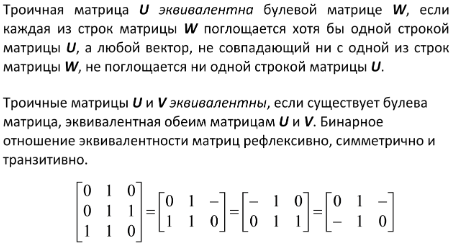 Троичная матрица U эквивалентна булевой матрице W, если
каждая из строк матрицы W поглощается хотя бы одной строкой
матрицы U, а любой вектор, не совпадающий ни с одной из строк
матрицы W, не поглощается ни одной строкой матрицы U.
Троичные матрицы U и V эквивалентны, если существует булева
матрица, эквивалентная обеим матрицам U и V. Бинарное
отношение эквивалентности матриц рефлексивно, симметрично и
транзитивно.
[0 1 0
0 1 1
1 1 0] = [0 1 –
1 1 0] = [– 1 0
0 1 1] = [0 1 –
– 1 0]